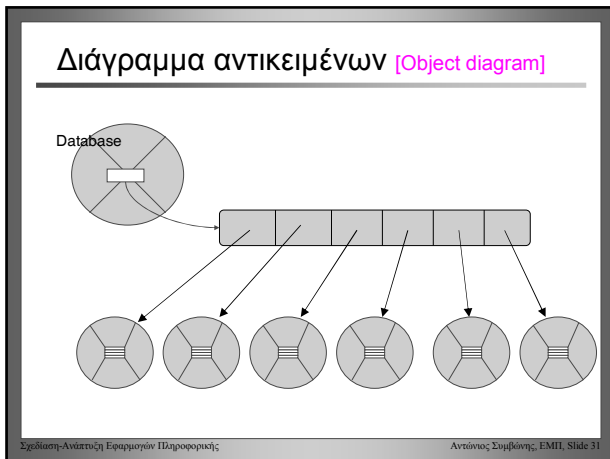 Διάγραμμα αντικειμένων [Object diagram]
Database
Σχεδίαση-Ανάπτυξη Εφαρμογών Πληροφορικής
Αντώνιος Συμβώνης, ΕΜΠ, Slide 31